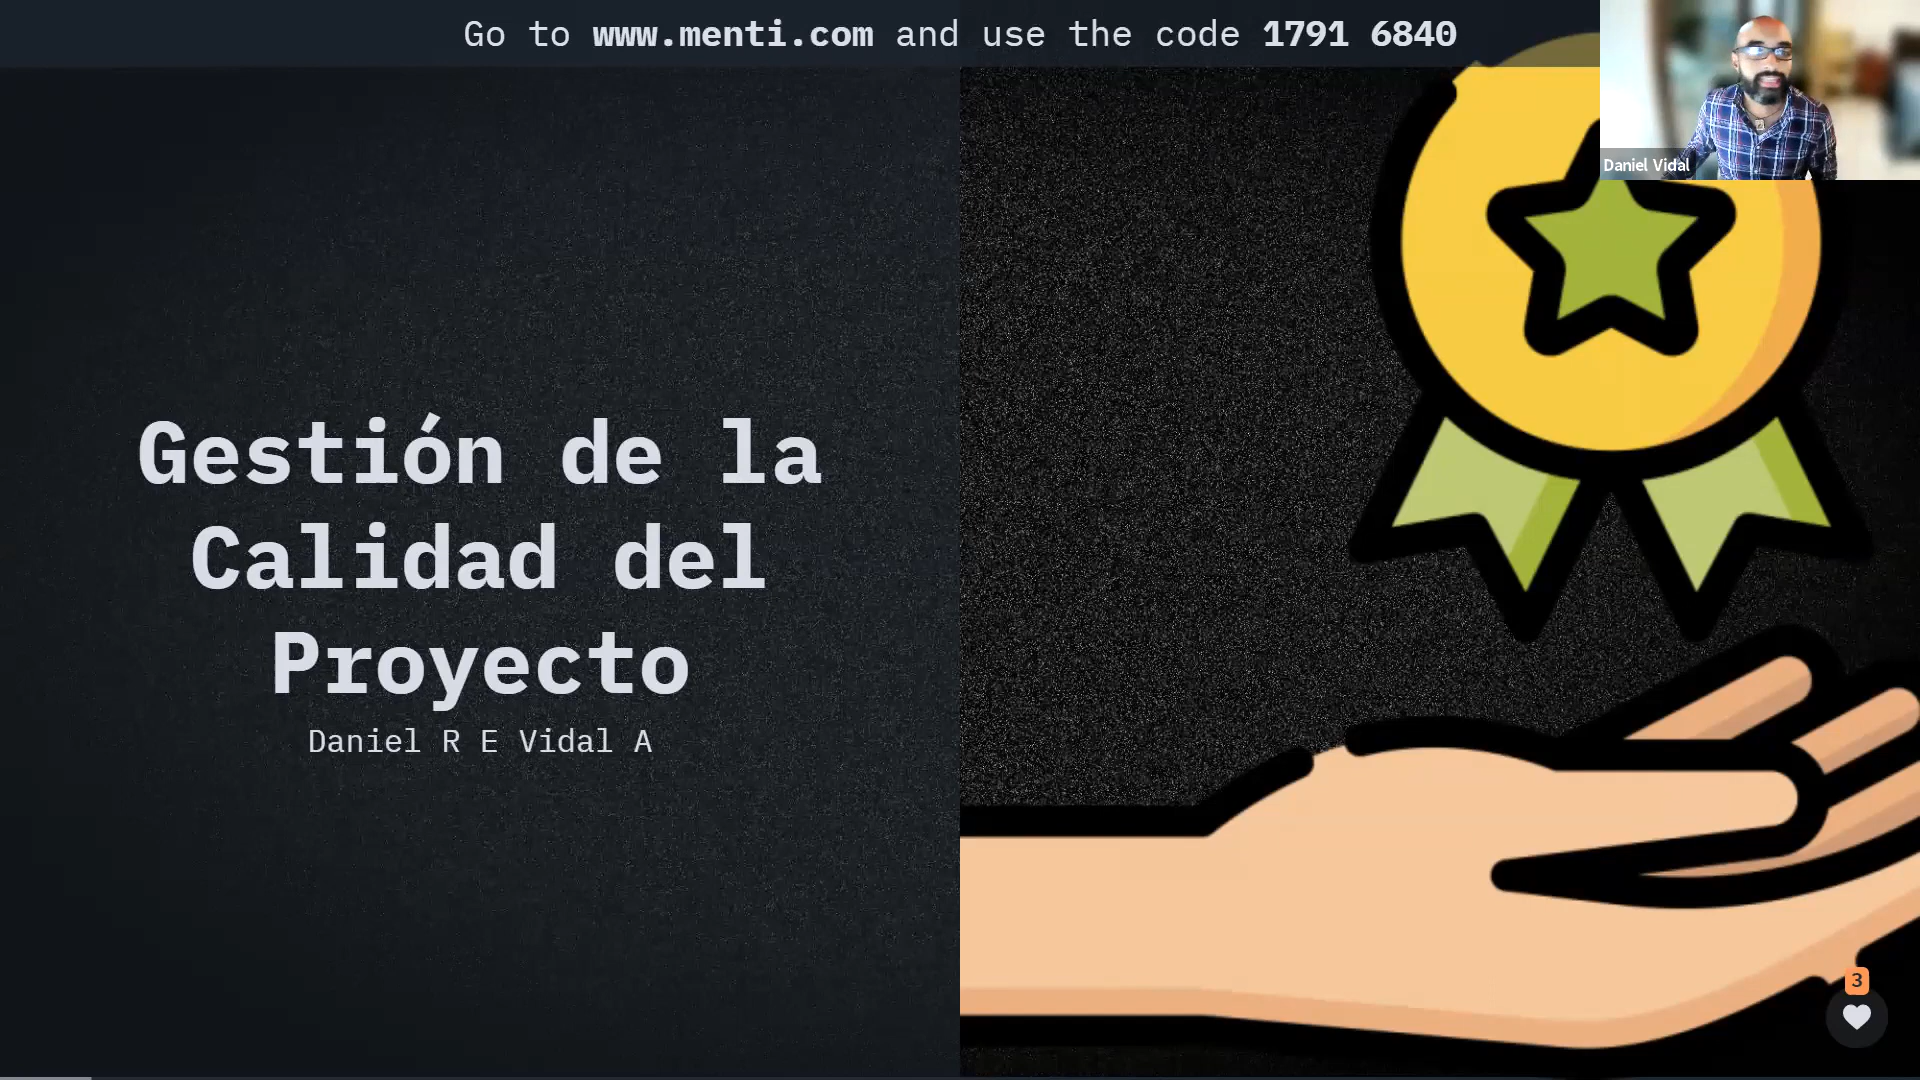 Go to www.menti.com and use the code 1791 6840
Daniel Vidal
Gestión de la
Calidad del
Proyecto
Daniel R E Vidal A
3